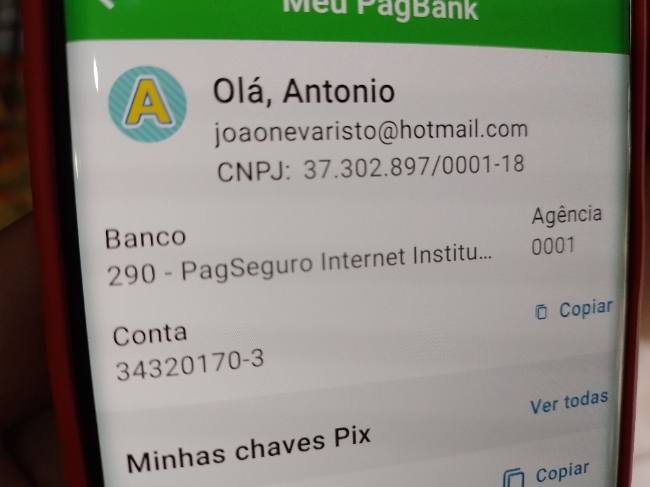 Meu PagBank
A
Olá, Antonio
joaonevaristo@hotmail.com
CNPJ: 37.302.897/0001-18
Banco
290 - PagSeguro Internet Institu...
Agência
0001
Copiar
Conta
34320170-3
Minhas chaves Pix
Ver todas
Copiar